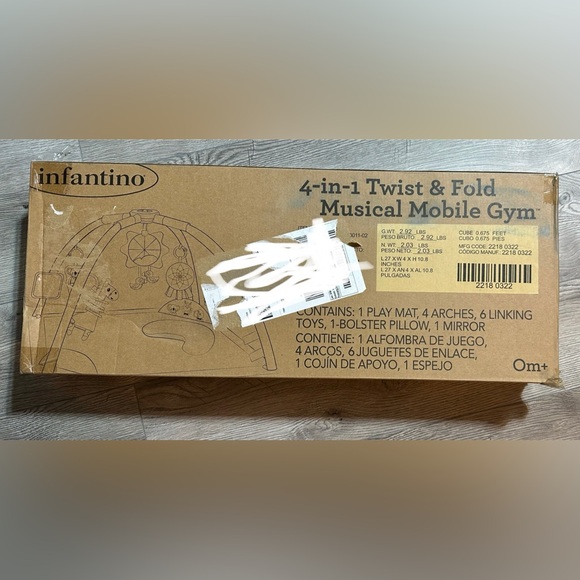 infantino
4-in-1 Twist & Fold
Musical Mobile Gym™
3011-02
G.WT 2.92 LBS
PESO BRUTO 2.92 LBS
N. WT 2.03 LBS
PESO NETO 2.03 LBS
L 27 X W 4 X H 10.8
INCHES
L 27 X AN 4 X AL 10.8
PULGADAS
CUBE 0.675 FEET
CUBO 0.675 PIES
MFG CODE: 2218 0322
CÓDIGO MANUF.: 2218 0322
2218 0322
CONTAINS: 1 PLAY MAT, 4 ARCHES, 6 LINKING
TOYS, 1-BOLSTER PILLOW, 1 MIRROR
CONTIENE: 1 ALFOMBRA DE JUEGO,
4 ARCOS, 6 JUGUETES DE ENLACE,
1 COJÍN DE APOYO, 1 ESPEJO
0m+